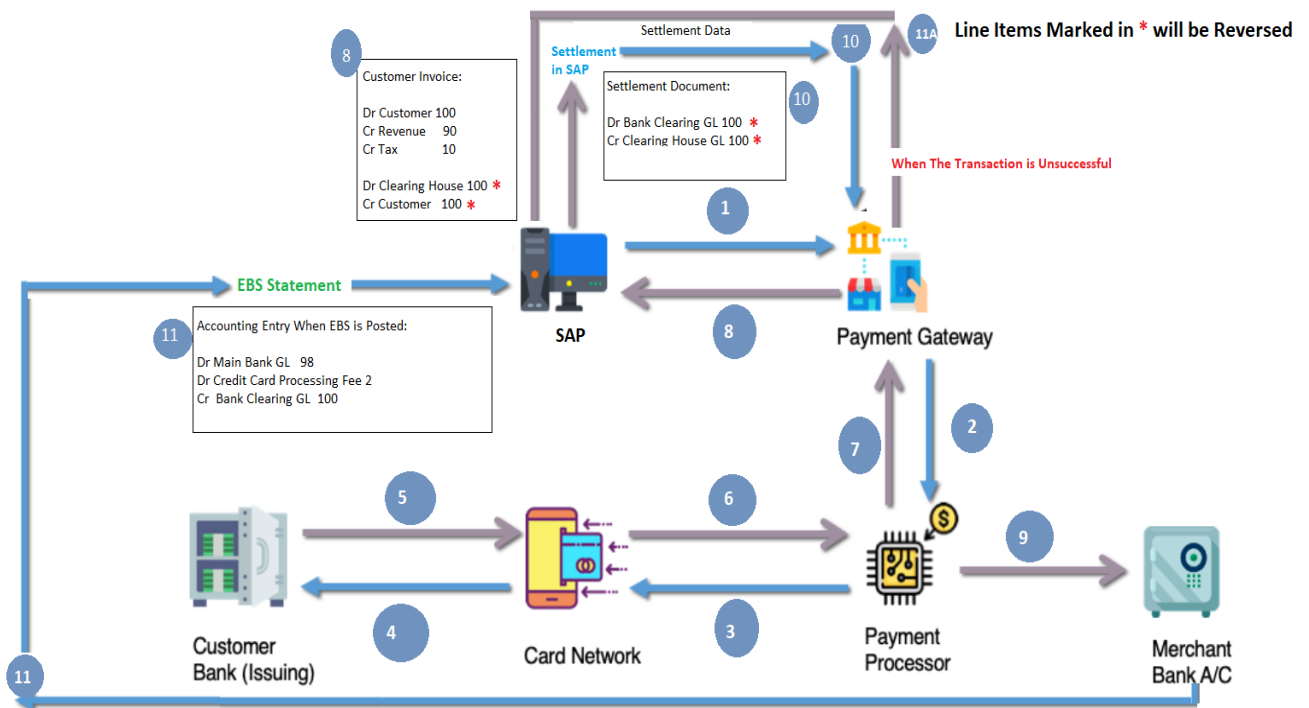 Settlement Data
11A
Line Items Marked in * will be Reversed
8
Settlement
in SAP
10
Customer Invoice:
Dr Customer 100
Cr Revenue 90
Cr Tax 10
Dr Clearing House 100 *
Cr Customer 100 *
Settlement Document:
Dr Bank Clearing GL 100 *
Cr Clearing House GL 100 *
10
When The Transaction is Unsuccessful
1
EBS Statement
SAP
8
Payment Gateway
11
Accounting Entry When EBS is Posted:
Dr Main Bank GL 98
Dr Credit Card Processing Fee 2
Cr Bank Clearing GL 100
7
2
5
6
$
9
4
3
Customer
Bank (Issuing)
Card Network
Payment
Processor
Merchant
Bank A/C
11